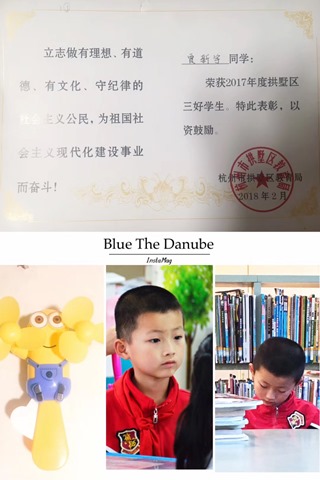 立志做有理想、有道
德、有文化、守纪律的
社会主义公民、为祖国社
会主义现代化建设事业
而奋斗!
同学:
荣获2017年度拱墅区
三好学生。特此表彰，以
资鼓励。
杭州市拱墅区教育局
2018年2月
Blue The Danube
InstaMag